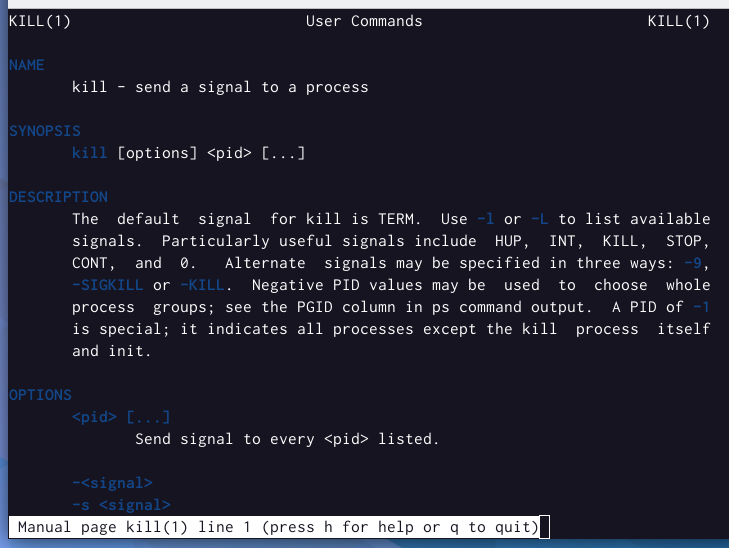 KILL(1) User Commands KILL(1)
NAME
kill - send a signal to a process
SYNOPSIS
kill [options] <pid> [...]
DESCRIPTION
The default signal for kill is TERM. Use -l or -L to list available
signals. Particularly useful signals include HUP, INT, KILL, STOP,
CONT, and 0. Alternate signals may be specified in three ways: -9,
-SIGKILL or -KILL. Negative PID values may be used to choose whole
process groups; see the PGID column in ps command output. A PID of -1
is special; it indicates all processes except the kill process itself
and init.
OPTIONS
<pid> [...]
Send signal to every <pid> listed.
-<signal>
-s <signal>
Manual page kill(1) line 1 (press h for help or q to quit)